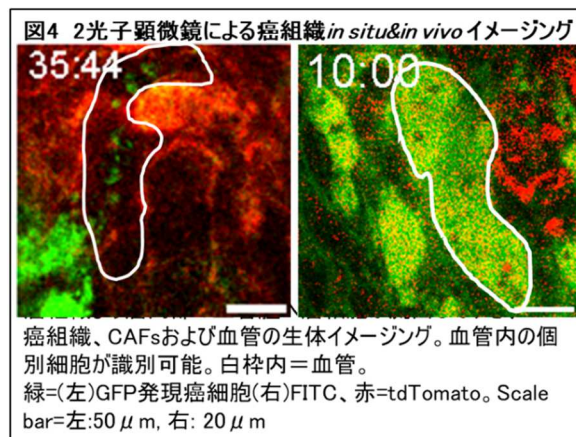 図4 2光子顕微鏡による癌組織in situ&in vivoイメージング
35:44
10:00
癌組織、CAFsおよび血管の生体イメージング。血管内の個
別細胞が識別可能。白枠内＝血管。
緑=(左)GFP発現癌細胞(右)FITC、赤=tdTomato。Scale
bar=左:50μm, 右: 20μm